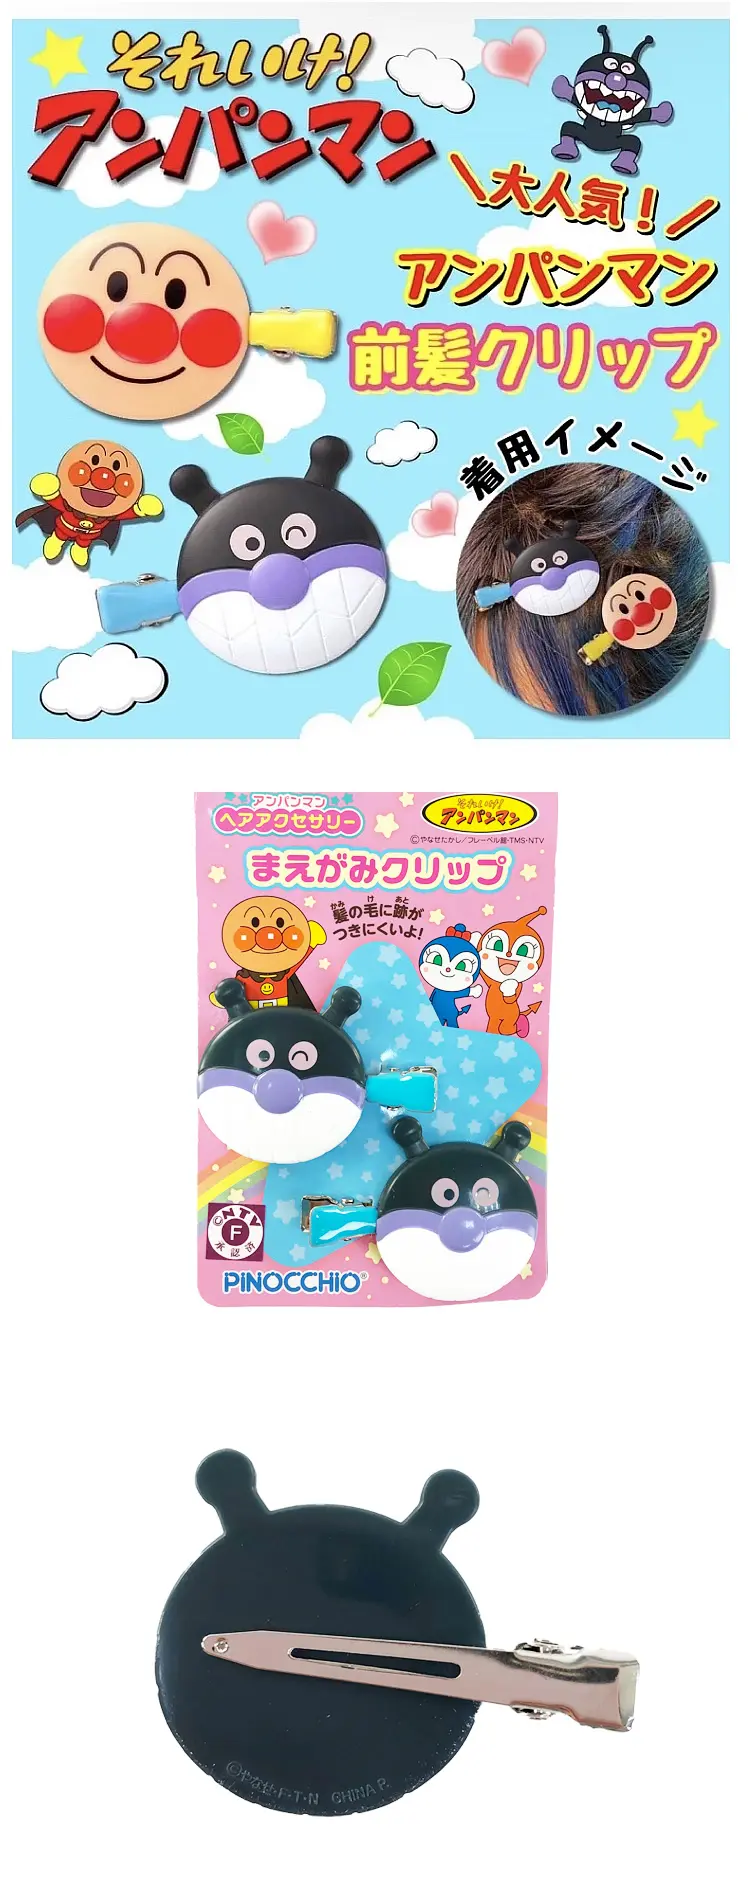 それいけ!
アンパンマン
＼大人気！／
アンパンマン
前髪クリップ
着用イメージ
アンパンマン
ヘアアクセサリー
それいけ!
アンパンマン
©やなせたかし/フレーベル館・TMS・NTV
まえがみクリップ
かみ け あと
髪の毛に跡が
つきにくいよ!
©NTV
F
承認済
PiNOCCHiO®
©やなせ・F・T・N CHINA P.